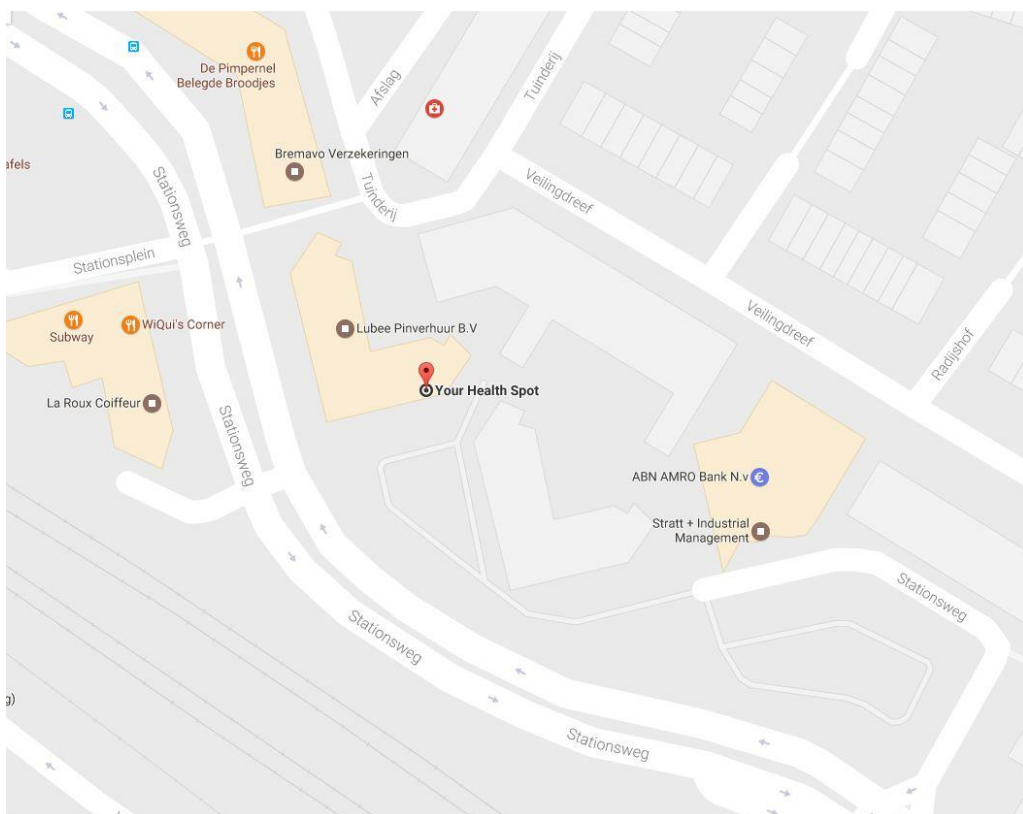 De Pimpernel
Belegde Broodjes
Afslag
Tuinderij
Bremavo Verzekeringen
afels
Stationsweg
Tuinderij
Veilingdreef
Stationsplein
Veilingdreef
WiQui's Corner
Subway
Lubee Pinverhuur B.V
Radijshof
Your Health Spot
La Roux Coiffeur
Stationsweg
ABN AMRO Bank N.v
€
Stratt + Industrial
Management
Stationsweg
Stationsweg
g)
Stationsweg